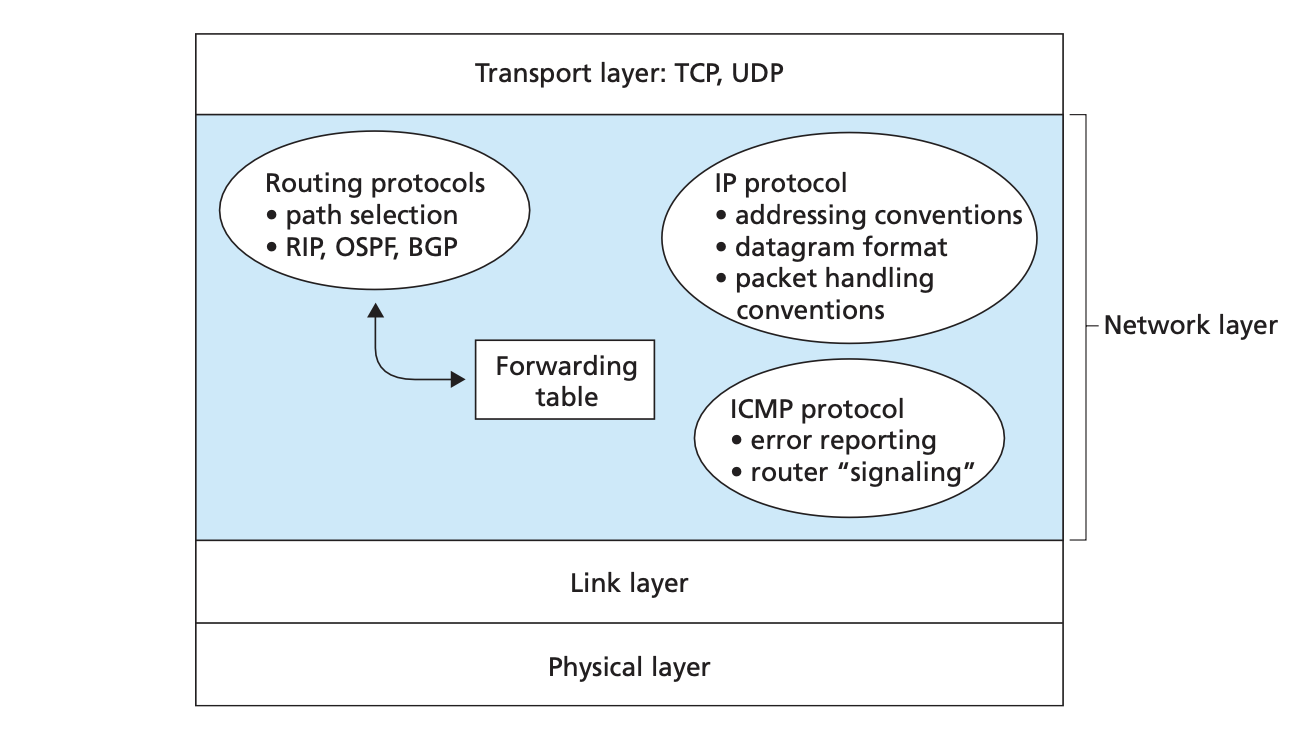 Transport layer: TCP, UDP
Routing protocols
• path selection
• RIP, OSPF, BGP
IP protocol
• addressing conventions
• datagram format
• packet handling
conventions
Network layer
Forwarding
table
ICMP protocol
• error reporting
• router “signaling”
Link layer
Physical layer